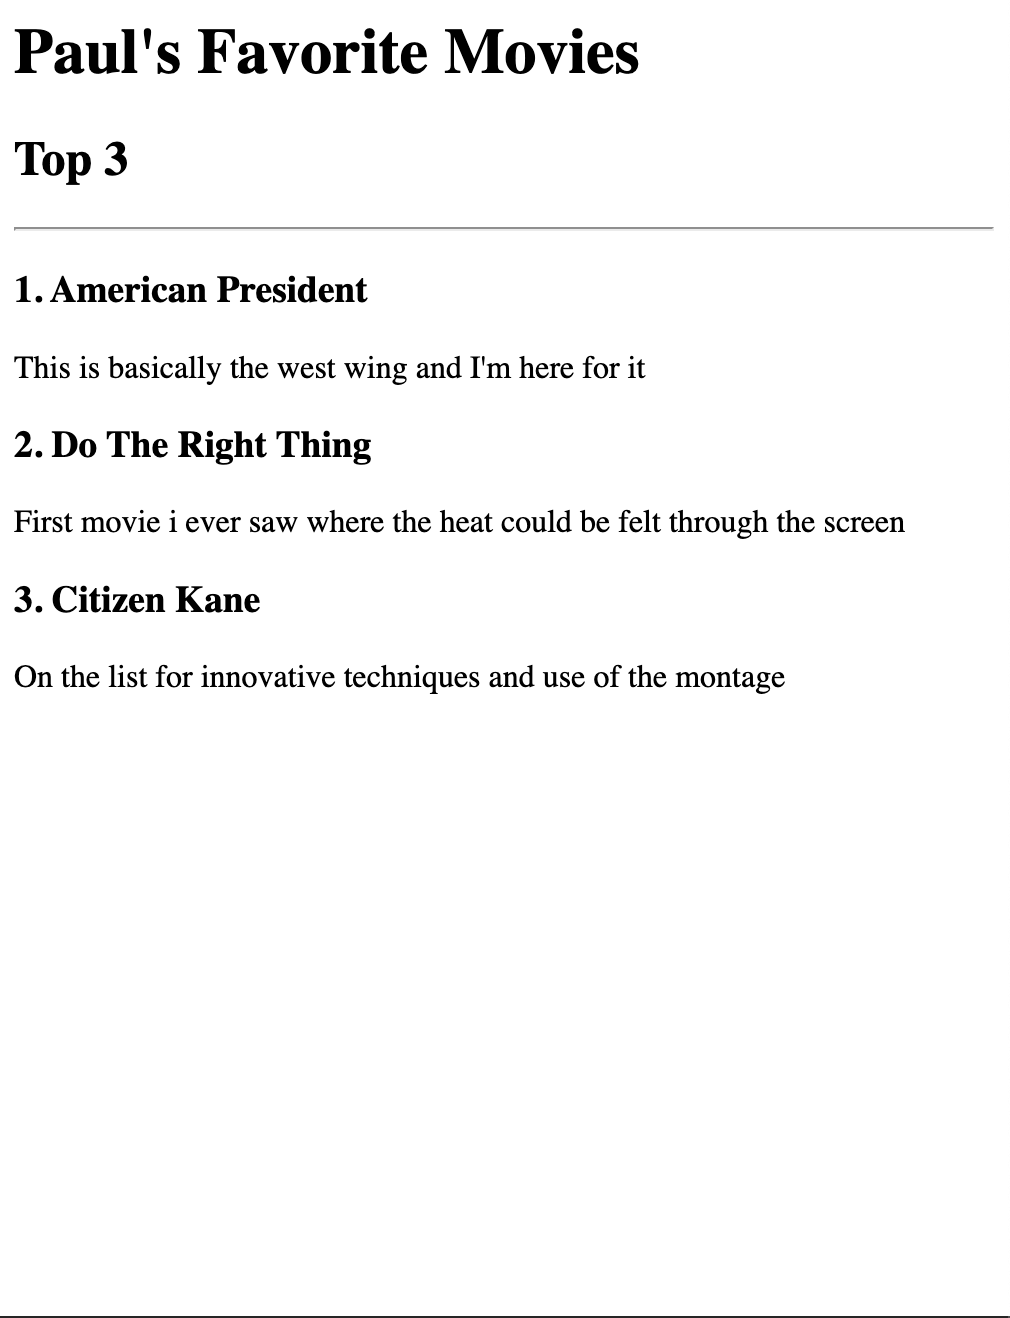 Paul's Favorite Movies
Top 3
1. American President
This is basically the west wing and I'm here for it
2. Do The Right Thing
First movie i ever saw where the heat could be felt through the screen
3. Citizen Kane
On the list for innovative techniques and use of the montage